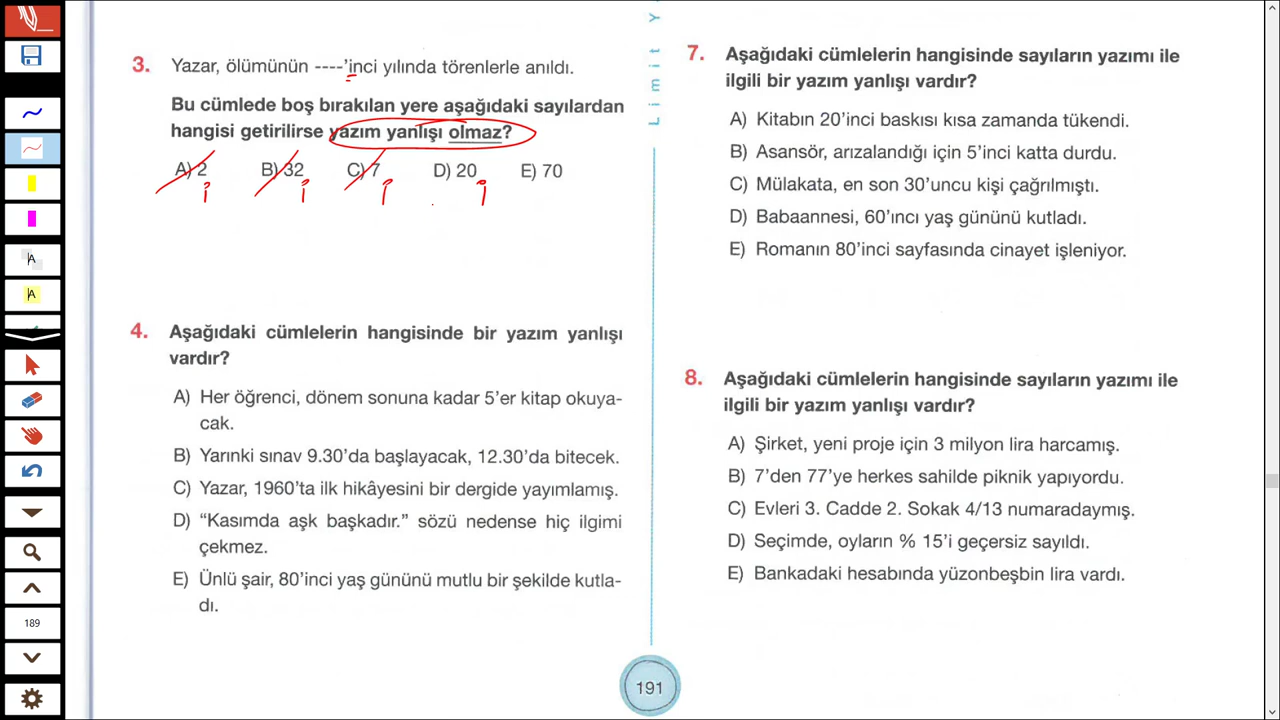 3. Yazar, ölümünün ----’inci yılında törenlerle anıldı.
Bu cümlede boş bırakılan yere aşağıdaki sayılardan
hangisi getirilirse yazım yanlışı olmaz?
A) 2 B) 32 C) 7 D) 20 E) 70
i i i i
4. Aşağıdaki cümlelerin hangisinde bir yazım yanlışı
vardır?
A) Her öğrenci, dönem sonuna kadar 5’er kitap okuya-
cak.
B) Yarınki sınav 9.30’da başlayacak, 12.30’da bitecek.
C) Yazar, 1960’ta ilk hikâyesini bir dergide yayımlamış.
D) “Kasımda aşk başkadır.” sözü nedense hiç ilgimi
çekmez.
E) Ünlü şair, 80’inci yaş gününü mutlu bir şekilde kutla-
dı.
Limit Y
7. Aşağıdaki cümlelerin hangisinde sayıların yazımı ile
ilgili bir yazım yanlışı vardır?
A) Kitabın 20’inci baskısı kısa zamanda tükendi.
B) Asansör, arızalandığı için 5’inci katta durdu.
C) Mülakata, en son 30’uncu kişi çağrılmıştı.
D) Babaannesi, 60’ıncı yaş gününü kutladı.
E) Romanın 80’inci sayfasında cinayet işleniyor.
8. Aşağıdaki cümlelerin hangisinde sayıların yazımı ile
ilgili bir yazım yanlışı vardır?
A) Şirket, yeni proje için 3 milyon lira harcamış.
B) 7’den 77’ye herkes sahilde piknik yapıyordu.
C) Evleri 3. Cadde 2. Sokak 4/13 numaradaymış.
D) Seçimde, oyların % 15’i geçersiz sayıldı.
E) Bankadaki hesabında yüzonbeşbin lira vardı.
191
A
A
189